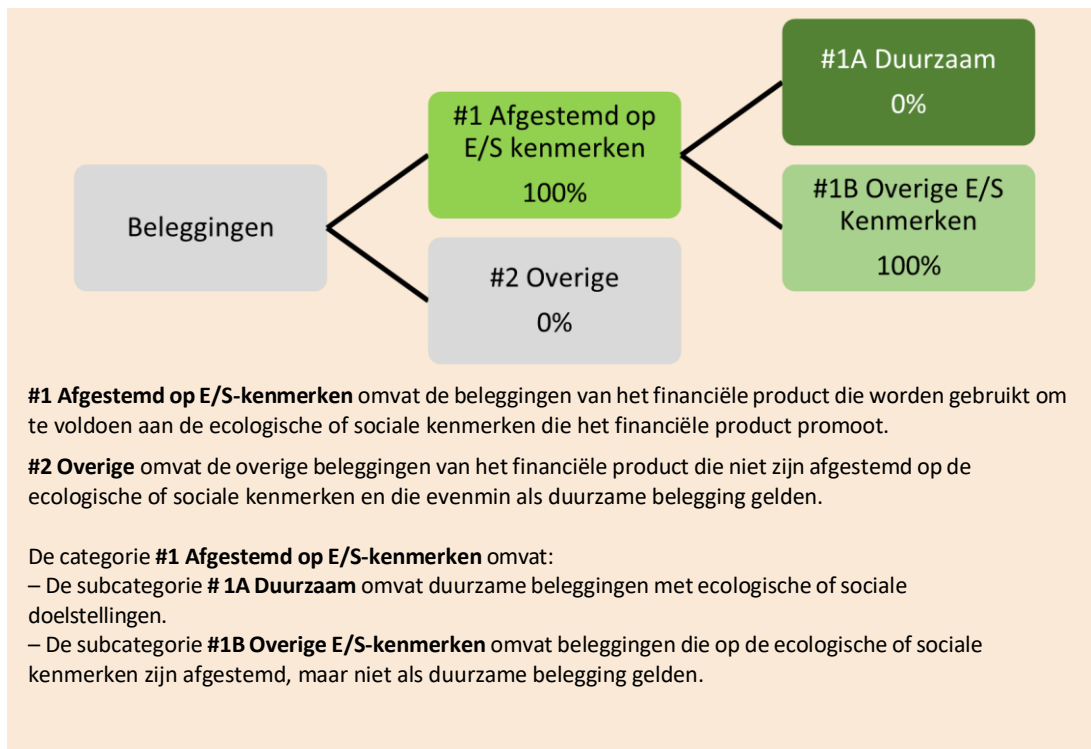 #1A Duurzaam
0%
#1 Afgestemd op
E/S kenmerken
100%
#1B Overige E/S
Kenmerken
100%
Beleggingen
#2 Overige
0%
#1 Afgestemd op E/S-kenmerken omvat de beleggingen van het financiële product die worden gebruikt om
te voldoen aan de ecologische of sociale kenmerken die het financiële product promoot.
#2 Overige omvat de overige beleggingen van het financiële product die niet zijn afgestemd op de
ecologische of sociale kenmerken en die evenmin als duurzame belegging gelden.
De categorie #1 Afgestemd op E/S-kenmerken omvat:
– De subcategorie # 1A Duurzaam omvat duurzame beleggingen met ecologische of sociale
doelstellingen.
– De subcategorie #1B Overige E/S-kenmerken omvat beleggingen die op de ecologische of sociale
kenmerken zijn afgestemd, maar niet als duurzame belegging gelden.